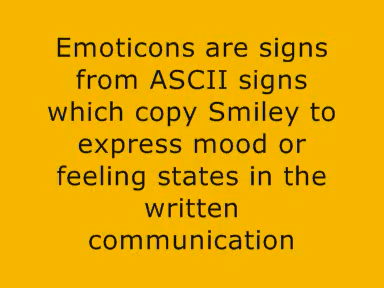 Emoticons are signs
from ASCII signs
which copy Smiley to
express mood or
feeling states in the
written
communication